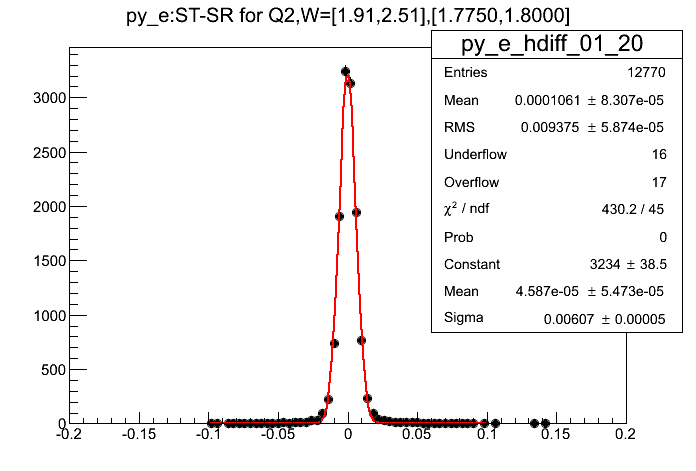 py_e:ST-SR for Q2,W=[1.91,2.51],[1.7750,1.8000]
py_e_hdiff_01_20
Entries 12770
Mean 0.0001061 ± 8.307e-05
RMS 0.009375 ± 5.874e-05
Underflow 16
Overflow 17
χ² / ndf 430.2 / 45
Prob 0
Constant 3234 ± 38.5
Mean 4.587e-05 ± 5.473e-05
Sigma 0.00607 ± 0.00005
3000
2500
2000
1500
1000
500
0
-0.2 -0.15 -0.1 -0.05 0 0.05 0.1 0.15 0.2